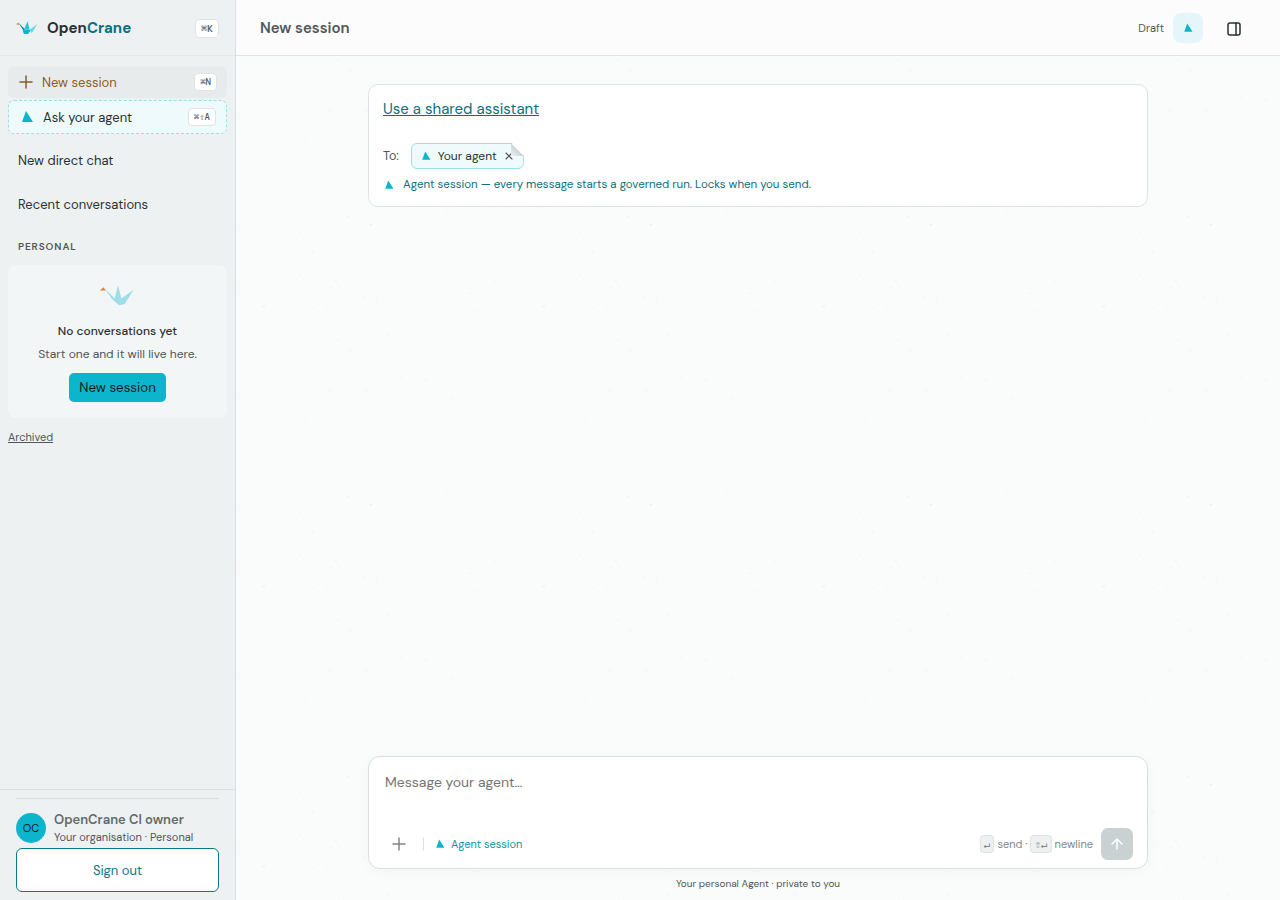 OpenCrane
⌘K
New session
⌘N
Ask your agent
⌘⇧A
New direct chat
Recent conversations
PERSONAL
No conversations yet
Start one and it will live here.
New session
Archived
OC
OpenCrane CI owner
Your organisation · Personal
Sign out
New session
Draft
Use a shared assistant
To:
Your agent ×
Agent session — every message starts a governed run. Locks when you send.
Message your agent…
Agent session
↵ send · ⇧↵ newline
Your personal Agent · private to you